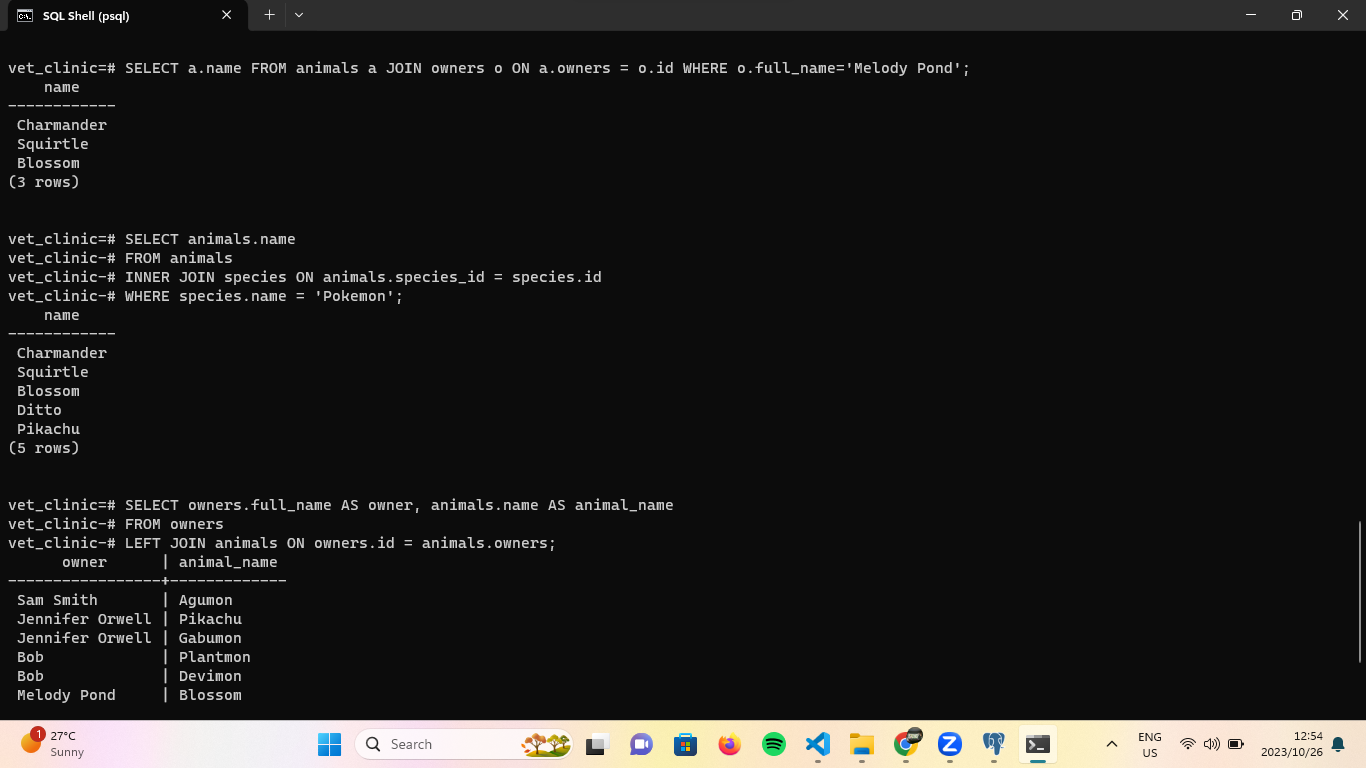 SQL Shell (psql)
vet_clinic=# SELECT a.name FROM animals a JOIN owners o ON a.owners = o.id WHERE o.full_name='Melody Pond';
    name
------------
 Charmander
 Squirtle
 Blossom
(3 rows)
vet_clinic=# SELECT animals.name
vet_clinic-# FROM animals
vet_clinic-# INNER JOIN species ON animals.species_id = species.id
vet_clinic-# WHERE species.name = 'Pokemon';
    name
------------
 Charmander
 Squirtle
 Blossom
 Ditto
 Pikachu
(5 rows)
vet_clinic=# SELECT owners.full_name AS owner, animals.name AS animal_name
vet_clinic-# FROM owners
vet_clinic-# LEFT JOIN animals ON owners.id = animals.owners;
      owner      | animal_name
-----------------+-------------
 Sam Smith       | Agumon
 Jennifer Orwell | Pikachu
 Jennifer Orwell | Gabumon
 Bob             | Plantmon
 Bob             | Devimon
 Melody Pond     | Blossom
1
27°C
Sunny
Search
ENG
US
12:54
2023/10/26